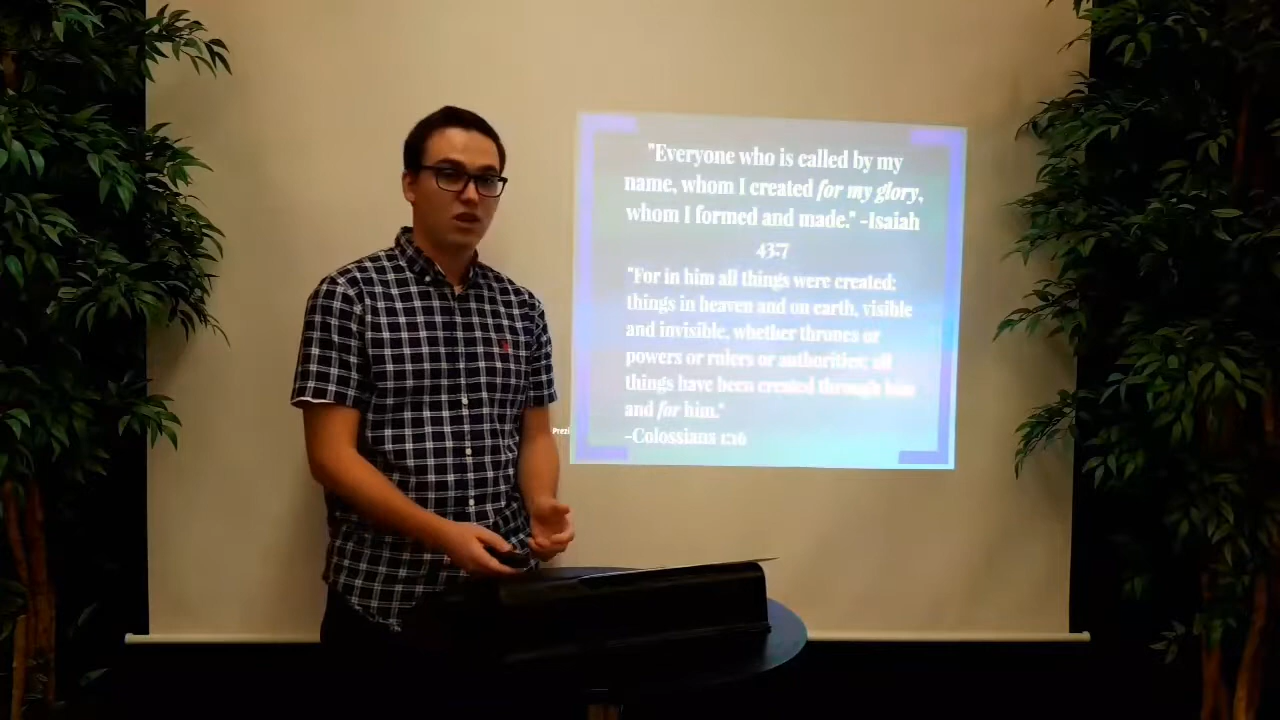 "Everyone who is called by my
name, whom I created for my glory,
whom I formed and made." -Isaiah
43:7
"For in him all things were created:
things in heaven and on earth, visible
and invisible, whether thrones or
powers or rulers or authorities; all
things have been created through him
and for him."
-Colossians 1:16
Prezi